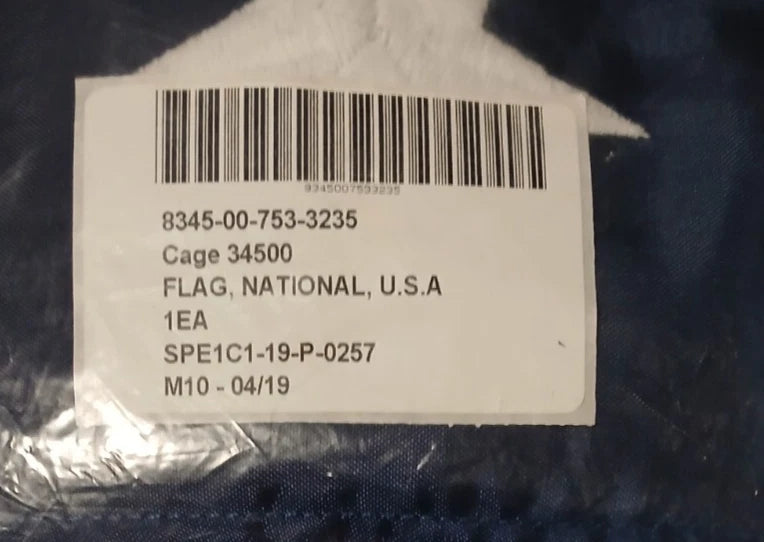 8345007533235
8345-00-753-3235
Cage 34500
FLAG, NATIONAL, U.S.A
1EA
SPE1C1-19-P-0257
M10 - 04/19